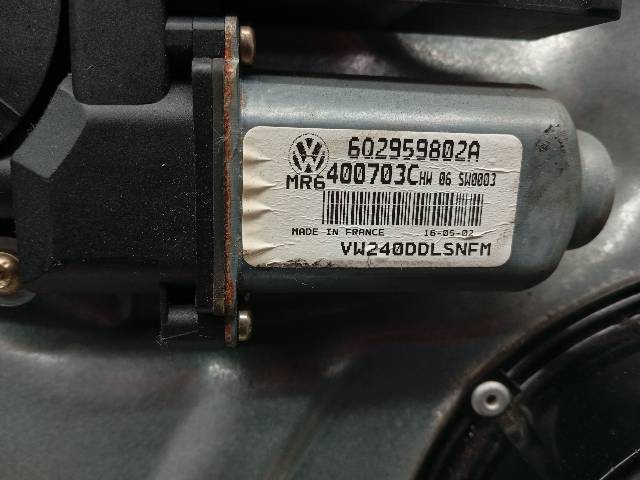 6Q2959802A
MR6400703C HW 06 SW0003
MADE IN FRANCE 16-05-02
VW240DDLSNFM